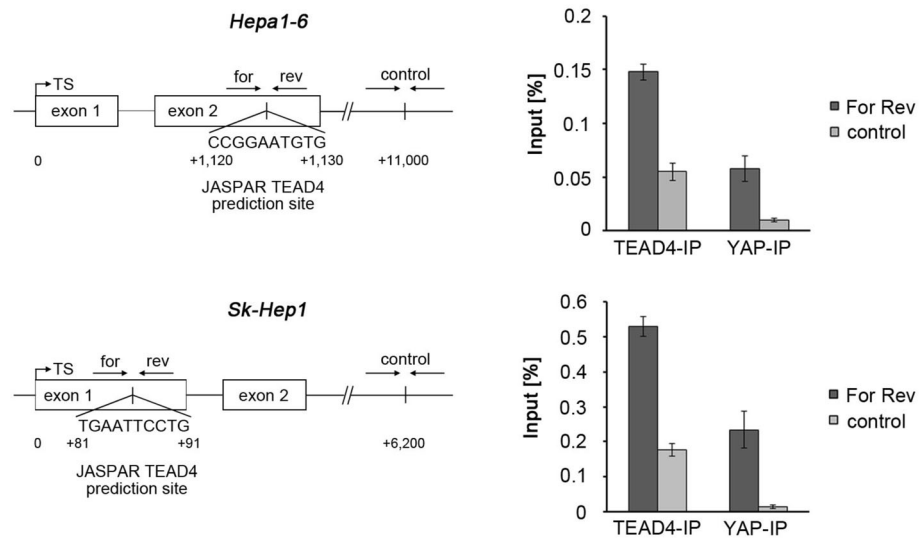 Hepa1-6
TS
for rev control
exon 1 exon 2
CCGGAATGTG
0 +1,120 +1,130 +11,000
JASPAR TEAD4
prediction site
Input [%]
0.2
0.15
0.1
0.05
0
TEAD4-IP YAP-IP
For Rev
control
Sk-Hep1
TS
for rev control
exon 1 exon 2
TGAATTCCTG
0 +81 +91 +6,200
JASPAR TEAD4
prediction site
Input [%]
0.6
0.5
0.4
0.3
0.2
0.1
0
TEAD4-IP YAP-IP
For Rev
control